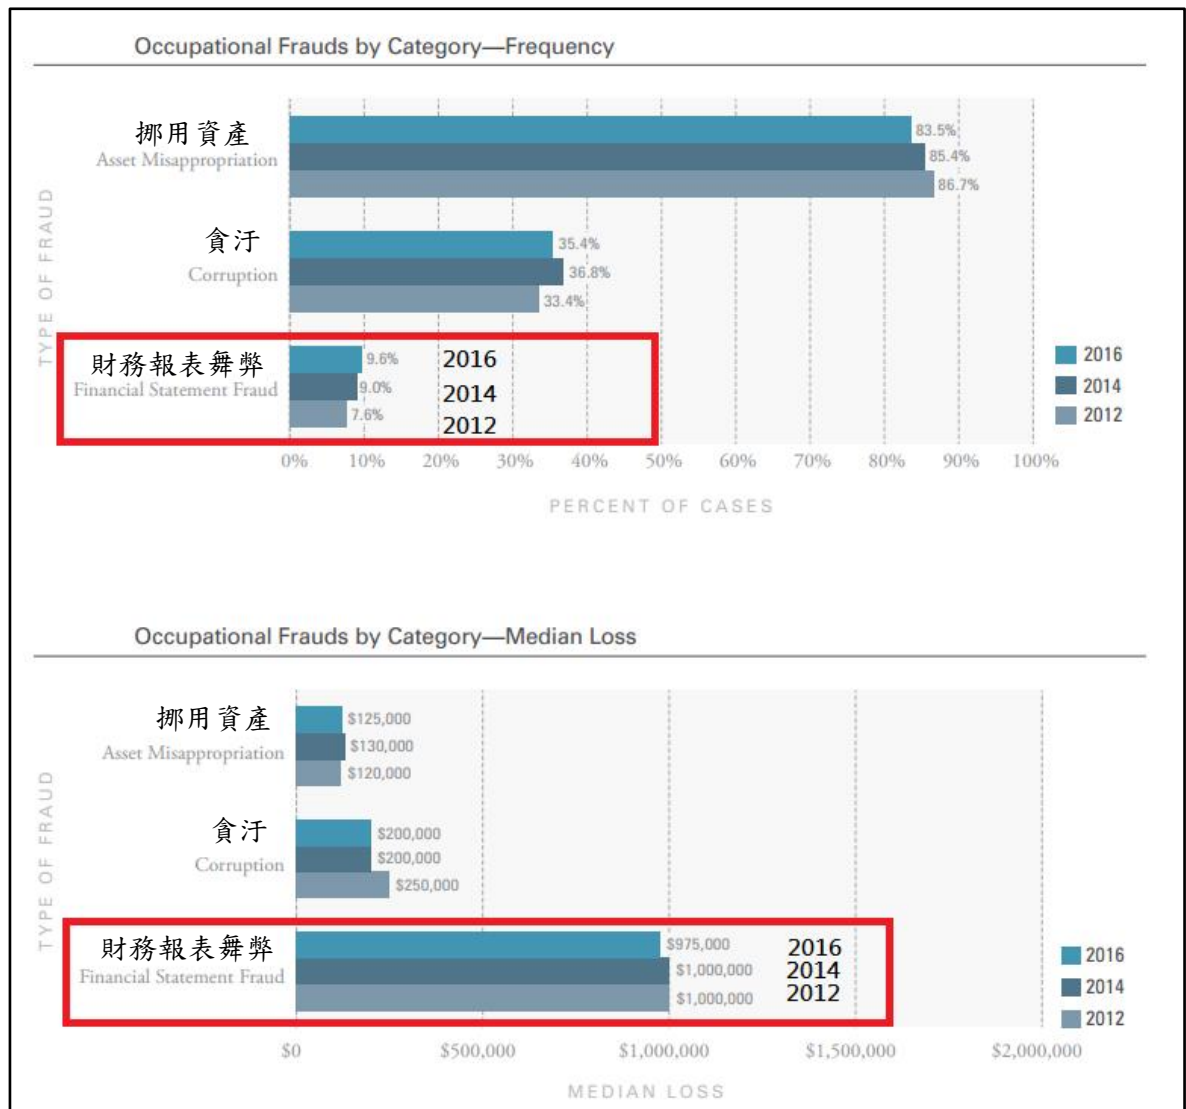 Occupational Frauds by Category—Frequency
TYPE OF FRAUD
挪用資產
Asset Misappropriation
83.5%
85.4%
86.7%
貪汙
Corruption
35.4%
36.8%
33.4%
財務報表舞弊
Financial Statement Fraud
9.6% 2016
9.0% 2014
7.6% 2012
2016
2014
2012
0% 10% 20% 30% 40% 50% 60% 70% 80% 90% 100%
PERCENT OF CASES
Occupational Frauds by Category—Median Loss
TYPE OF FRAUD
挪用資產
Asset Misappropriation
$125,000
$130,000
$120,000
貪汙
Corruption
$200,000
$200,000
$250,000
財務報表舞弊
Financial Statement Fraud
$975,000 2016
$1,000,000 2014
$1,000,000 2012
2016
2014
2012
$0 $500,000 $1,000,000 $1,500,000 $2,000,000
MEDIAN LOSS